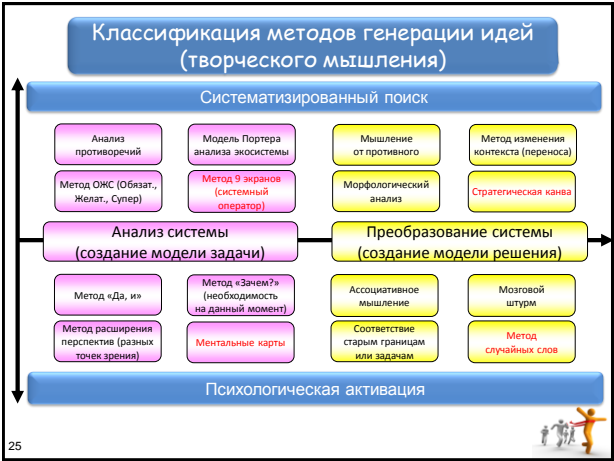 Классификация методов генерации идей
(творческого мышления)
Систематизированный поиск
Анализ
противоречий
Модель Портера
анализа экосистемы
Мышление
от противного
Метод изменения
контекста (переноса)
Метод ОЖС (Обязат.,
Желат., Супер)
Метод 9 экранов
(системный
оператор)
Морфологический
анализ
Стратегическая канва
Анализ системы
(создание модели задачи)
Преобразование системы
(создание модели решения)
Метод «Да, и»
Метод «Зачем?»
(необходимость
на данный момент)
Ассоциативное
мышление
Мозговой
штурм
Метод расширения
перспектив (разных
точек зрения)
Ментальные карты
Соответствие
старым границам
или задачам
Метод
случайных слов
Психологическая активация
25